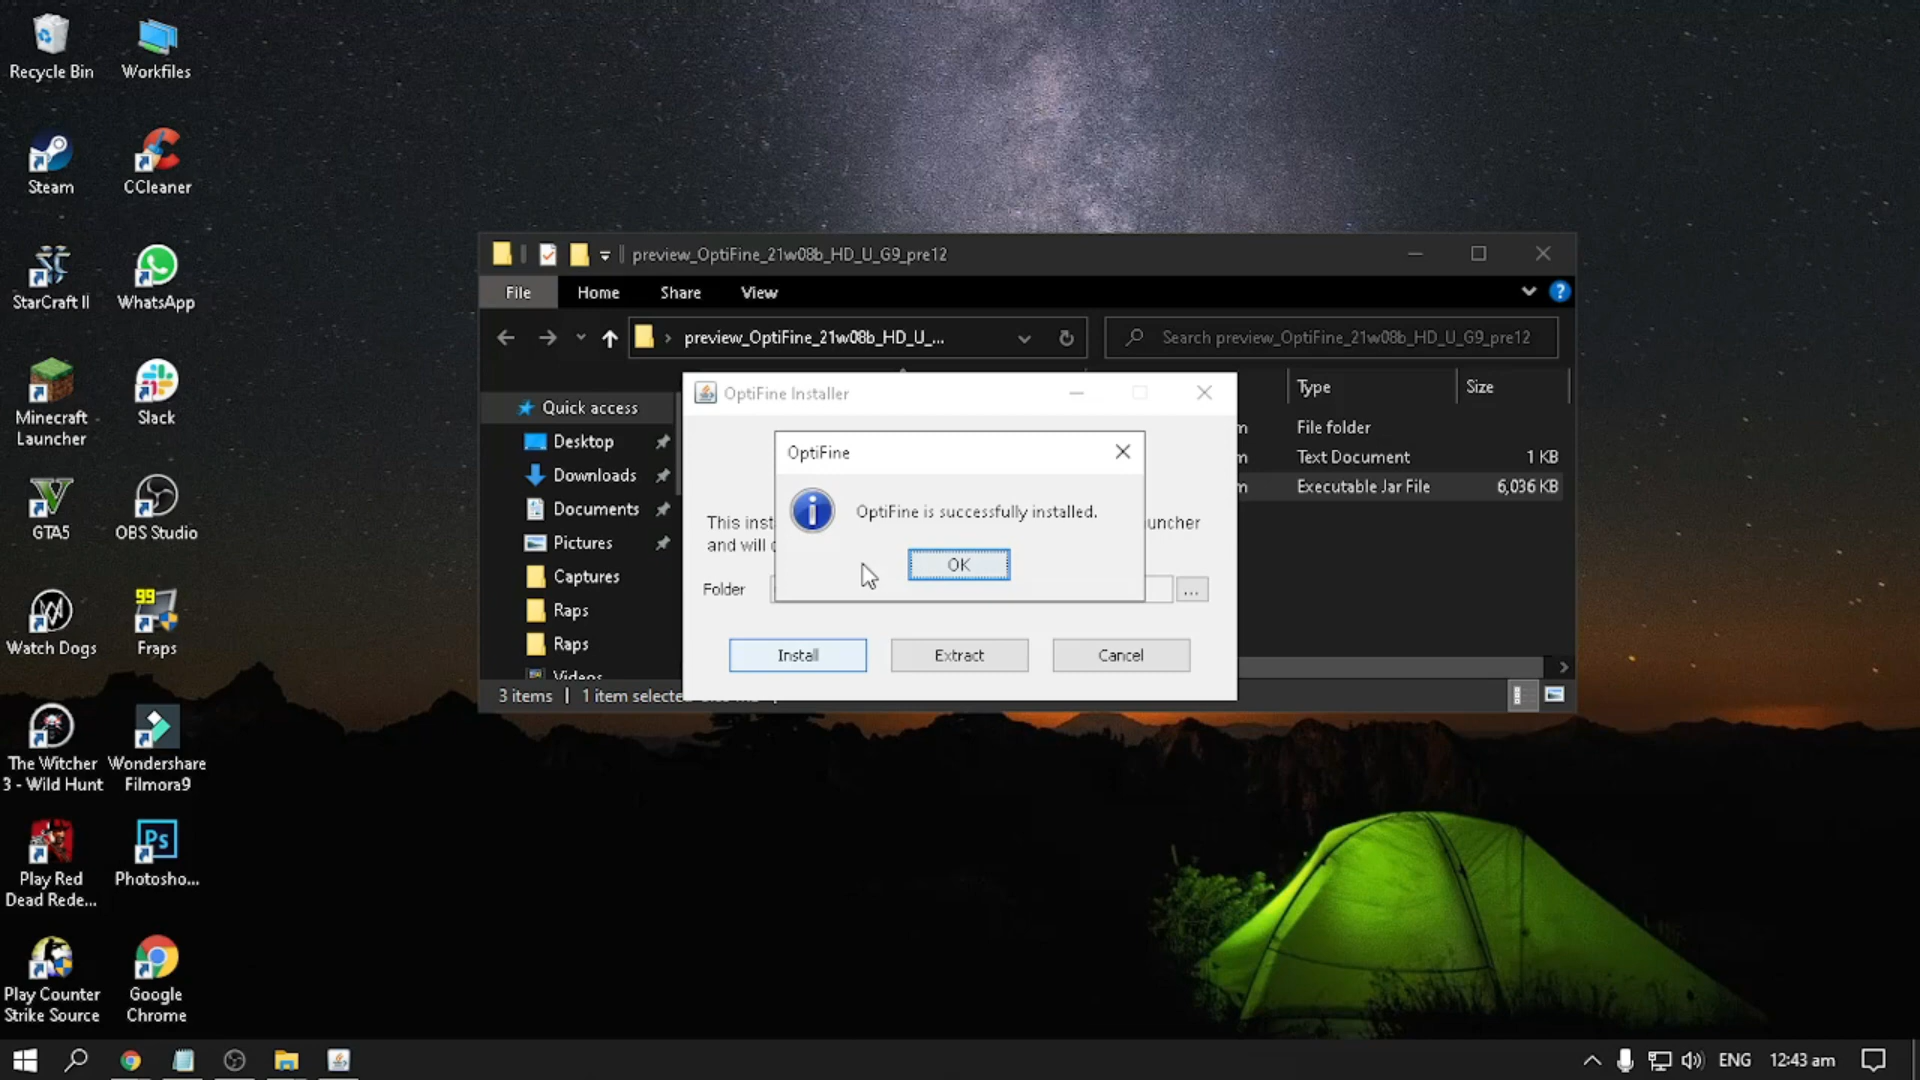 Recycle Bin
Workfiles
Steam
CCleaner
StarCraft II
WhatsApp
Minecraft
Launcher
Slack
GTA5
OBS Studio
Watch Dogs
99
Fraps
The Witcher
3 - Wild Hunt
Wondershare
Filmora9
Play Red
Dead Rede...
Ps
Photosho...
Play Counter
Strike Source
Google
Chrome
preview_OptiFine_21w08b_HD_U_G9_pre12
File
Home
Share
View
preview_OptiFine_21w08b_HD_U_...
Search preview_OptiFine_21w08b_HD_U_G9_pre12
Type
Size
Quick access
Desktop
Downloads
Documents
Pictures
Captures
Raps
Raps
Videos
File folder
Text Document
1 KB
Executable Jar File
6,036 KB
3 items
1 item selecte
OptiFine Installer
This inst
uncher
and will
Folder
...
Install
Extract
Cancel
OptiFine
OptiFine is successfully installed.
OK
ENG
12:43 am